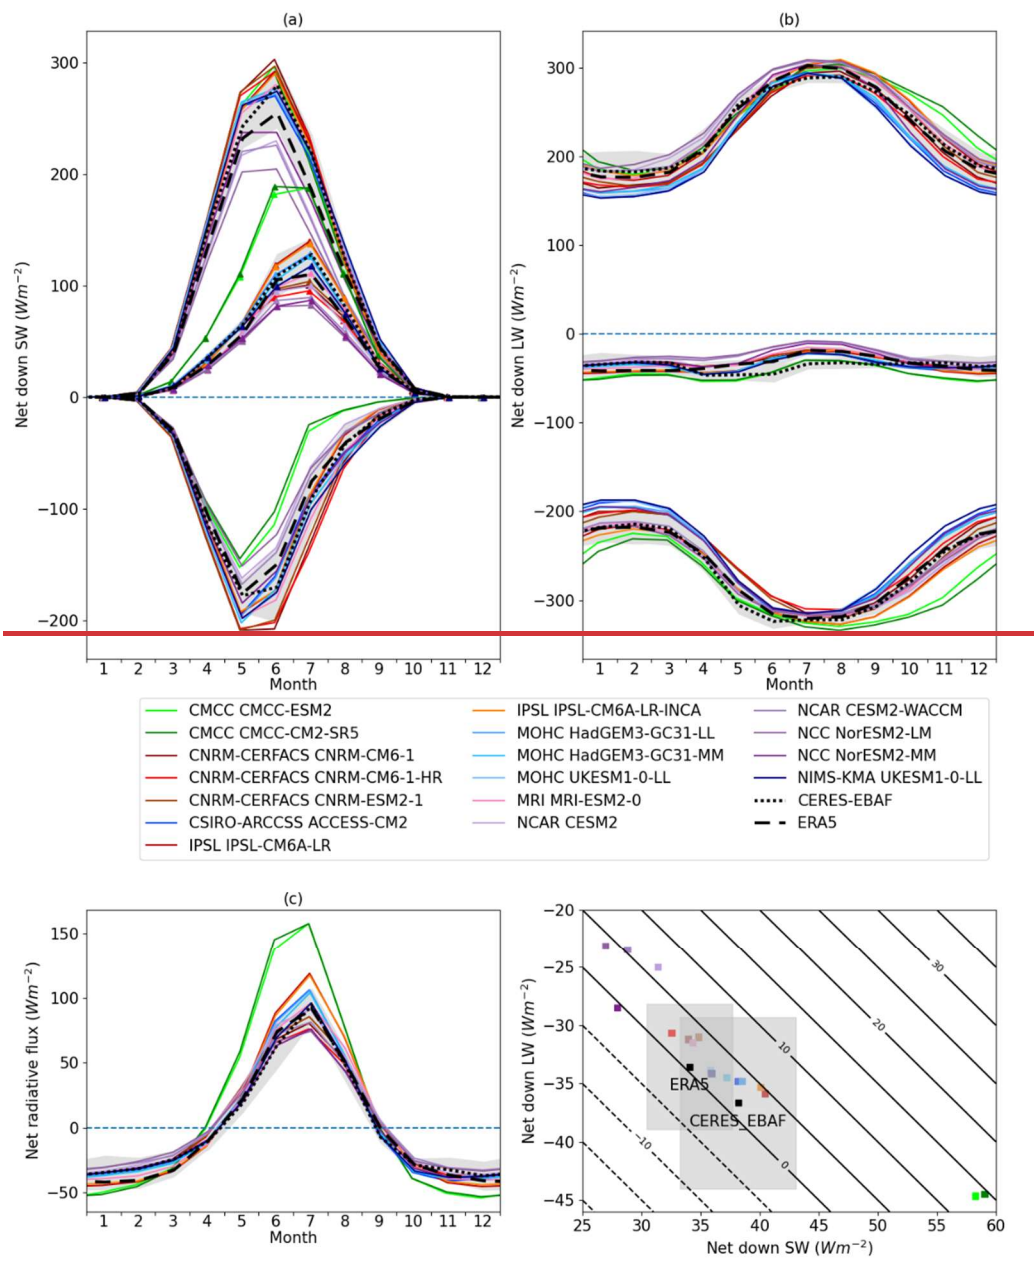 (a)
(b)
300
200
100
0
−100
−200
Net down SW (Wm⁻²)
1 2 3 4 5 6 7 8 9 10 11 12
Month
300
200
100
0
−100
−200
−300
Net down LW (Wm⁻²)
1 2 3 4 5 6 7 8 9 10 11 12
Month
CMCC CMCC-ESM2
CMCC CMCC-CM2-SR5
CNRM-CERFACS CNRM-CM6-1
CNRM-CERFACS CNRM-CM6-1-HR
CNRM-CERFACS CNRM-ESM2-1
CSIRO-ARCCSS ACCESS-CM2
IPSL IPSL-CM6A-LR
IPSL IPSL-CM6A-LR-INCA
MOHC HadGEM3-GC31-LL
MOHC HadGEM3-GC31-MM
MOHC UKESM1-0-LL
MRI MRI-ESM2-0
NCAR CESM2
NCAR CESM2-WACCM
NCC NorESM2-LM
NCC NorESM2-MM
NIMS-KMA UKESM1-0-LL
CERES-EBAF
ERA5
(c)
150
100
50
0
−50
Net radiative flux (Wm⁻²)
1 2 3 4 5 6 7 8 9 10 11 12
Month
−20
−25
−30
−35
−40
−45
Net down LW (Wm⁻²)
30
20
10
0
−10
ERA5
CERES_EBAF
25 30 35 40 45 50 55 60
Net down SW (Wm⁻²)